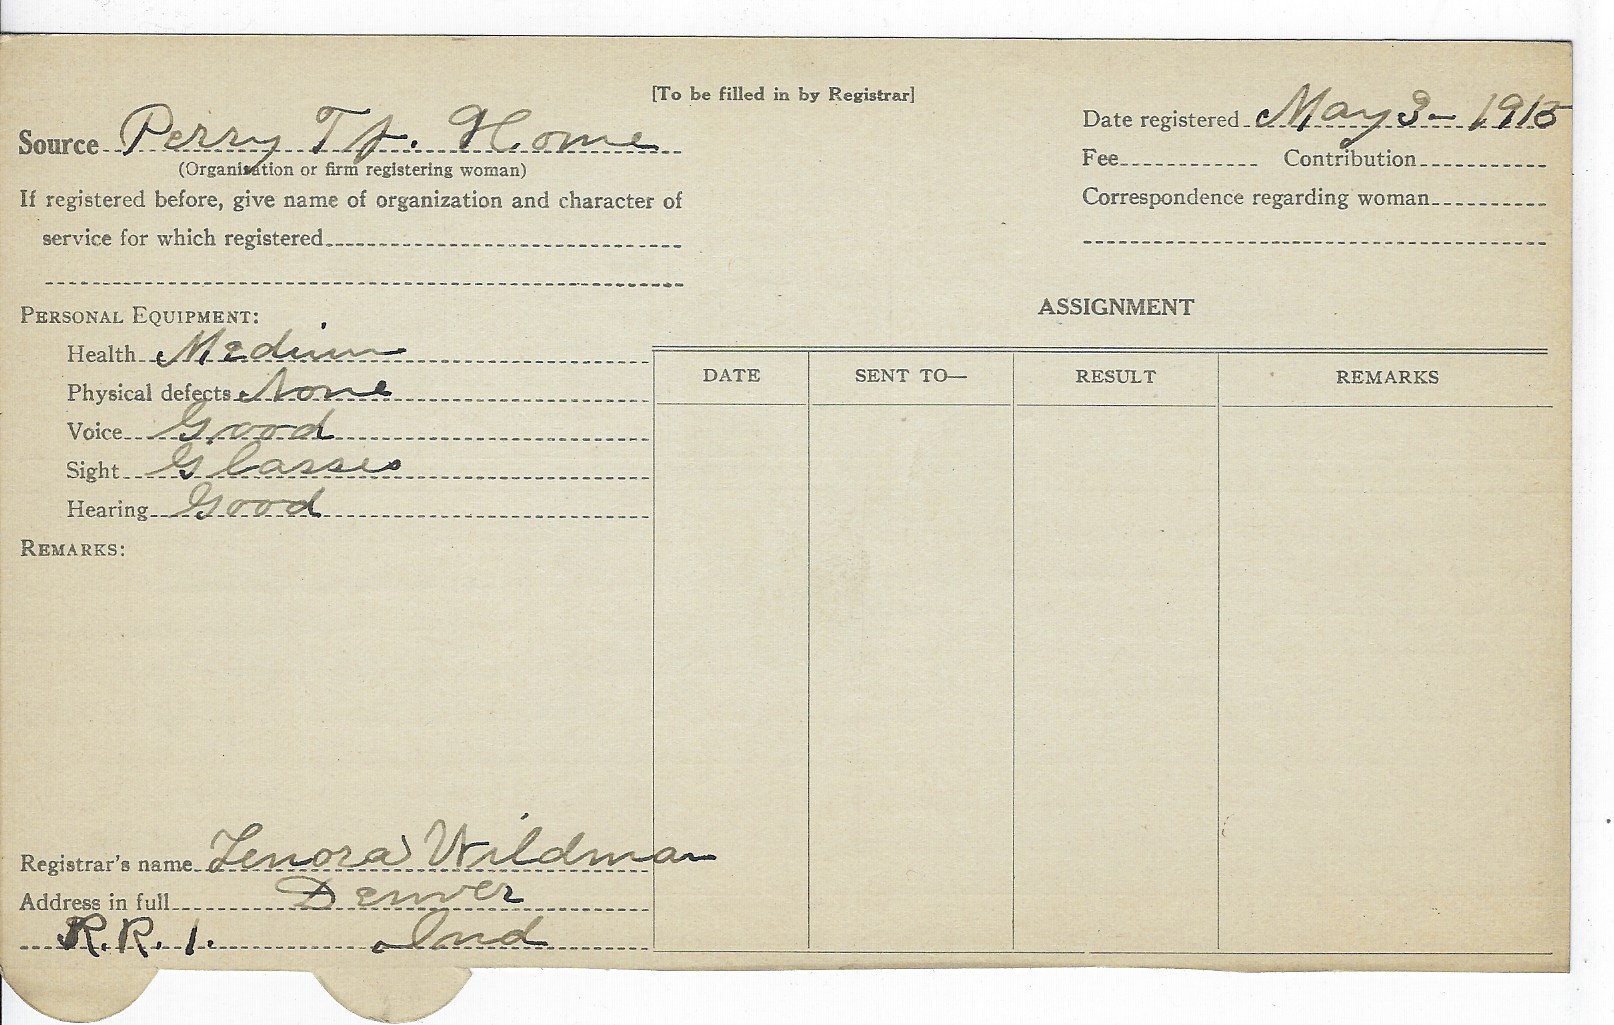 [To be filled in by Registrar]
Source Perry Tp. Home
(Organization or firm registering woman)
If registered before, give name of organization and character of
service for which registered
Date registered May 3 - 1918
Fee Contribution
Correspondence regarding woman
PERSONAL EQUIPMENT:
Health Medium
Physical defects None
Voice Good
Sight Glasses
Hearing Good
REMARKS:
ASSIGNMENT
DATE SENT TO— RESULT REMARKS
Registrar's name Lenora Wildman
Address in full Denver
R.R. 1. Ind